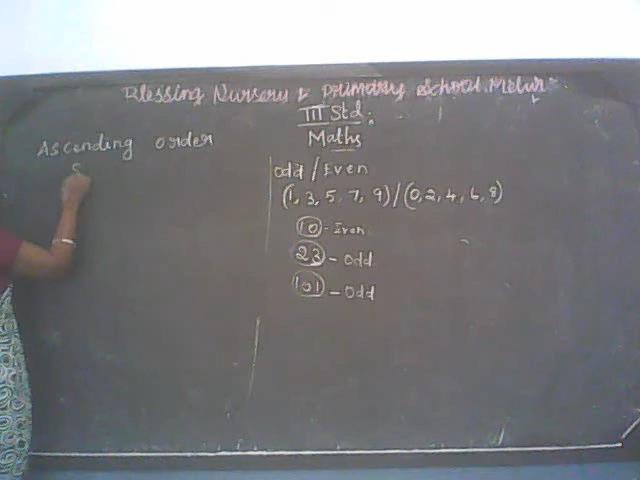 Blessing Nursery & Primary School. Melur
III Std.
Maths
Ascending order
S
odd / Even
(1, 3, 5, 7, 9) / (0, 2, 4, 6, 8)
10 - Even
23 - Odd
101 - Odd